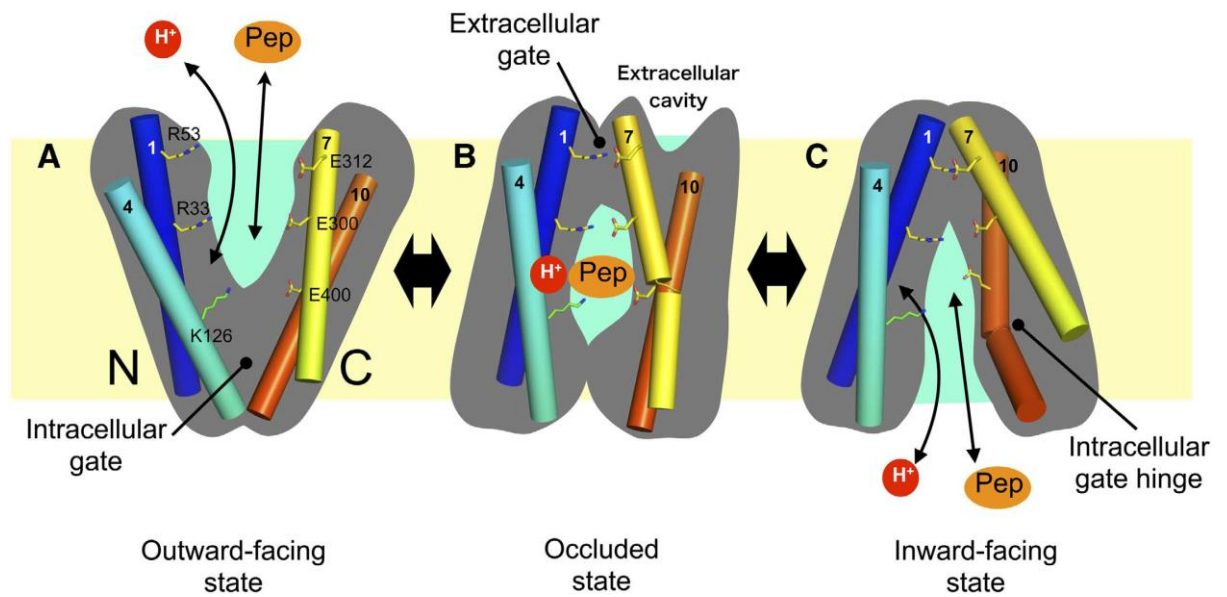 H+
Pep
A
R53
1
7
E312
4
10
R33
E300
E400
K126
N
C
Intracellular
gate
Outward-facing
state
Extracellular
gate
Extracellular
cavity
B
1
7
4
10
H+
Pep
Occluded
state
C
1
7
10
4
H+
Pep
Intracellular
gate hinge
Inward-facing
state